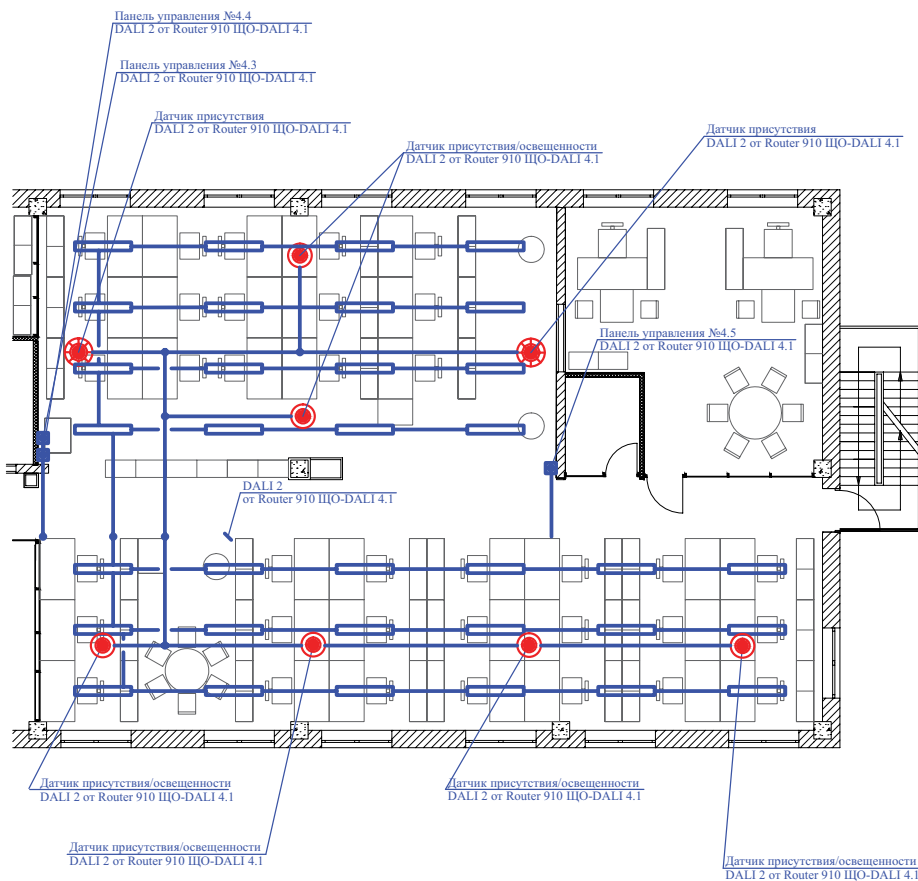 Панель управления №4.4
DALI 2 от Router 910 ЩО-DALI 4.1
Панель управления №4.3
DALI 2 от Router 910 ЩО-DALI 4.1
Датчик присутствия
DALI 2 от Router 910 ЩО-DALI 4.1
Датчик присутствия/освещенности
DALI 2 от Router 910 ЩО-DALI 4.1
Датчик присутствия
DALI 2 от Router 910 ЩО-DALI 4.1
Панель управления №4.5
DALI 2 от Router 910 ЩО-DALI 4.1
DALI 2
от Router 910 ЩО-DALI 4.1
Датчик присутствия/освещенности
DALI 2 от Router 910 ЩО-DALI 4.1
Датчик присутствия/освещенности
DALI 2 от Router 910 ЩО-DALI 4.1
Датчик присутствия/освещенности
DALI 2 от Router 910 ЩО-DALI 4.1
Датчик присутствия/освещенности
DALI 2 от Router 910 ЩО-DALI 4.1